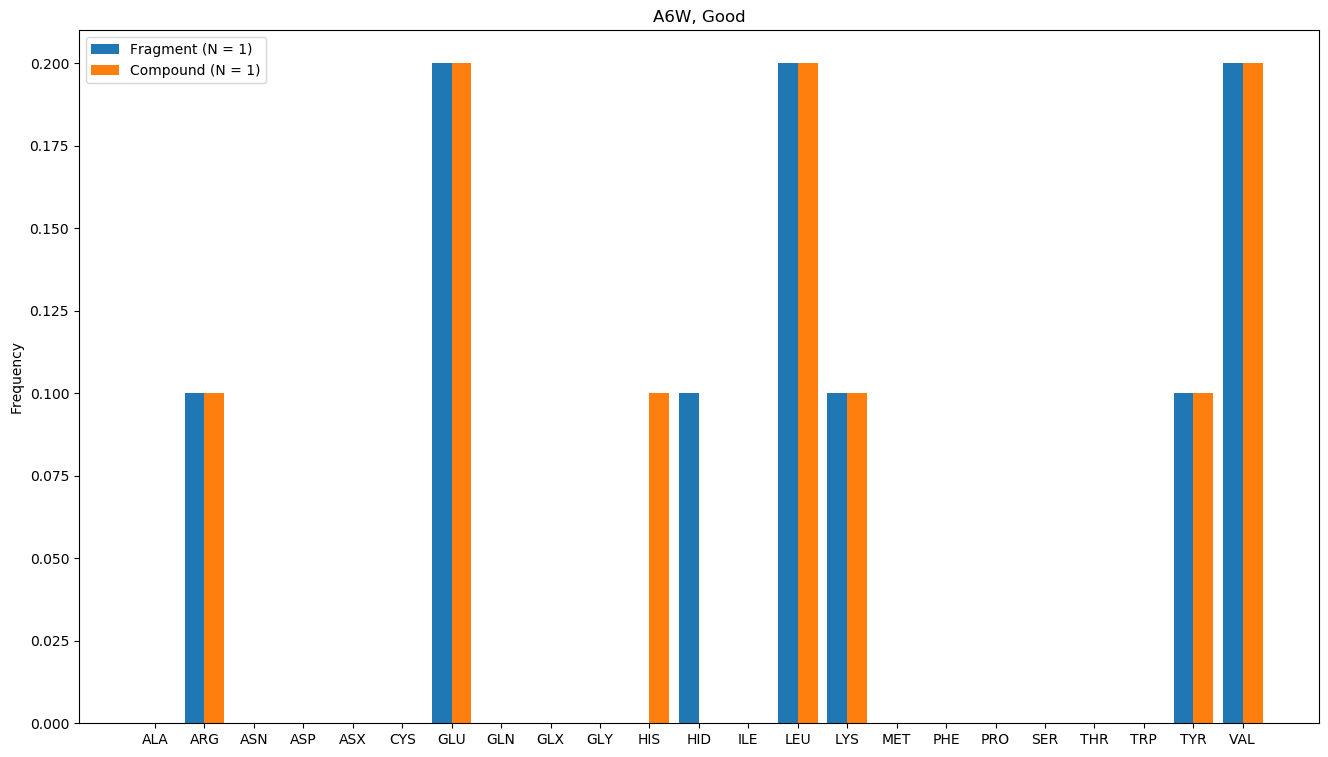 A6W, Good
Fragment (N = 1)
Compound (N = 1)
Frequency
0.200
0.175
0.150
0.125
0.100
0.075
0.050
0.025
0.000
ALA ARG ASN ASP ASX CYS GLU GLN GLX GLY HIS HID ILE LEU LYS MET PHE PRO SER THR TRP TYR VAL